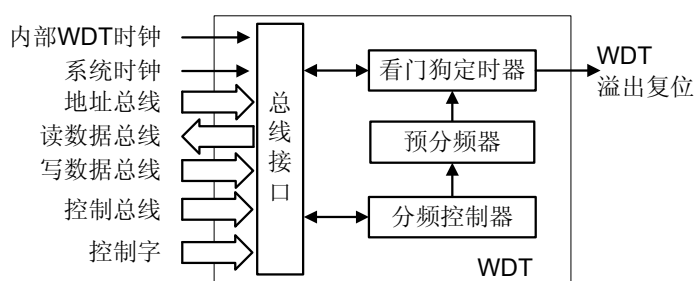 内部WDT时钟
系统时钟
地址总线
读数据总线
写数据总线
控制总线
控制字
总线接口
看门狗定时器
预分频器
分频控制器
WDT
溢出复位
WDT